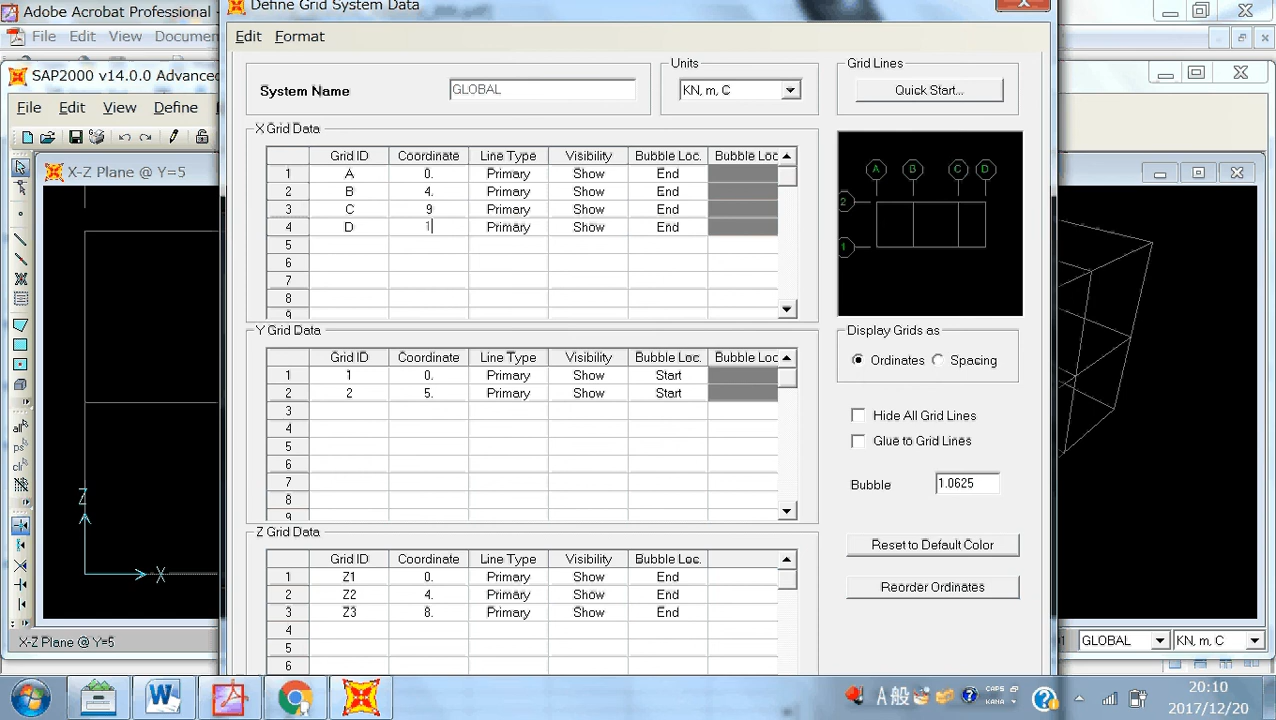 Adobe Acrobat Professional
File Edit View Documen
Define Grid System Data
Edit Format
SAP2000 v14.0.0 Advanced
File Edit View Define
System Name GLOBAL
Units
KN, m, C
Grid Lines
Quick Start...
X Grid Data
Grid ID Coordinate Line Type Visibility Bubble Loc. Bubble Loc
1 A 0. Primary Show End
2 B 4. Primary Show End
3 C 9 Primary Show End
4 D 1 Primary Show End
5
6
7
8
9
A B C D
2
1
X-Z Plane @ Y=5
Z
X
Y Grid Data
Grid ID Coordinate Line Type Visibility Bubble Loc. Bubble Loc
1 1 0. Primary Show Start
2 2 5. Primary Show Start
3
4
5
6
7
8
9
Display Grids as
Ordinates Spacing
Hide All Grid Lines
Glue to Grid Lines
Bubble 1.0625
Z Grid Data
Grid ID Coordinate Line Type Visibility Bubble Loc.
1 Z1 0. Primary Show End
2 Z2 4. Primary Show End
3 Z3 8. Primary Show End
4
5
6
Reset to Default Color
Reorder Ordinates
all
ps
clr
X-Z Plane @ Y=5
GLOBAL KN, m, C
A 般 CAPS KANA
20:10
2017/12/20